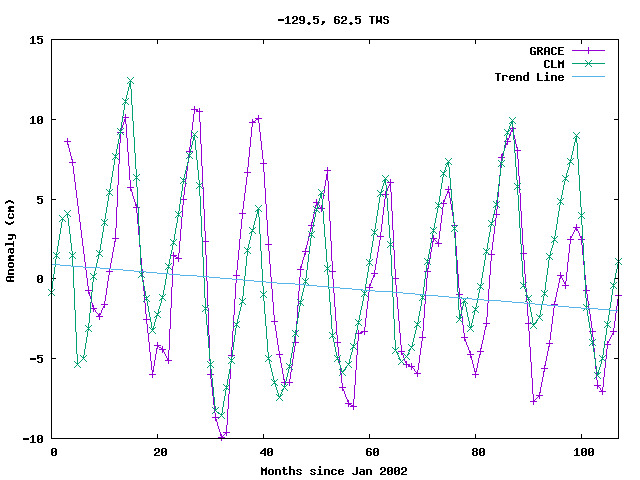 -129.5, 62.5 TWS
15
GRACE
CLM
Trend Line
10
5
0
-5
-10
Anomaly (cm)
0 20 40 60 80 100
Months since Jan 2002